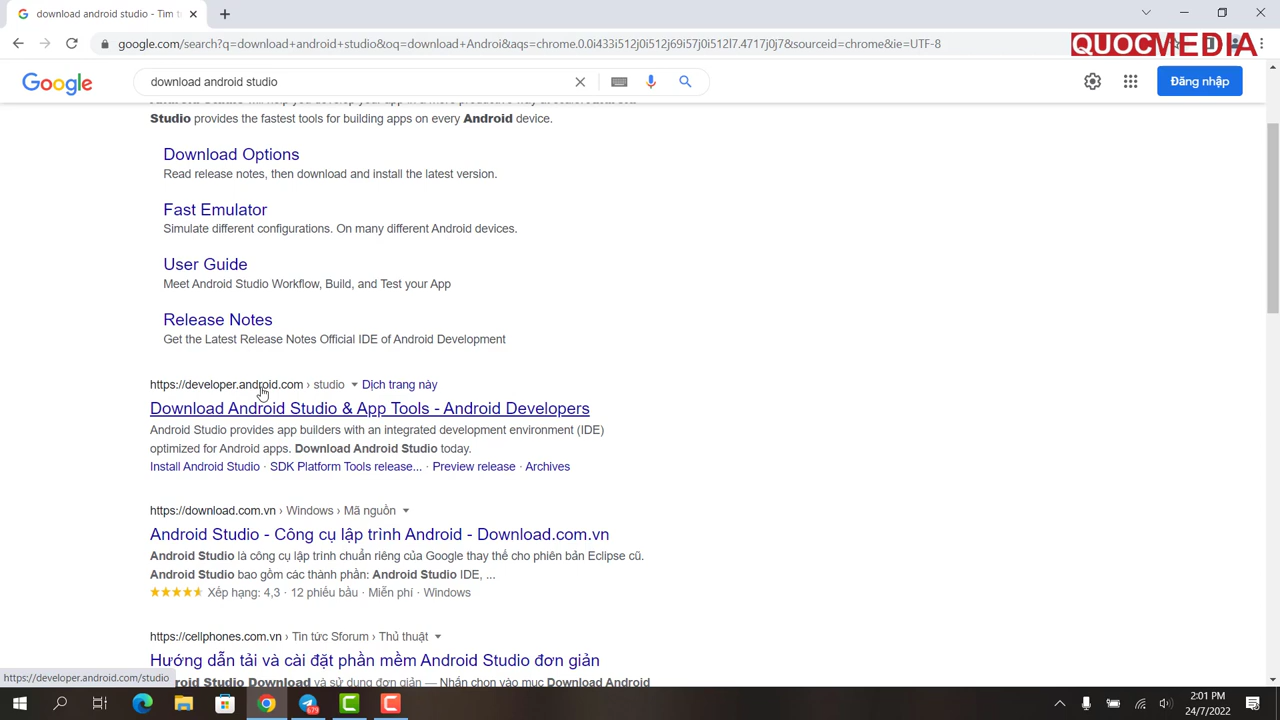 download android studio - Tìm t
google.com/search?q=download+android+studio&oq=download+Androi&aqs=chrome.0.0i433i512j0i512j69i57j0i512l7.4717j0j7&sourceid=chrome&ie=UTF-8
QUOCMEDIA
Google
download android studio
Đăng nhập
Studio provides the fastest tools for building apps on every Android device.
Download Options
Read release notes, then download and install the latest version.
Fast Emulator
Simulate different configurations. On many different Android devices.
User Guide
Meet Android Studio Workflow, Build, and Test your App
Release Notes
Get the Latest Release Notes Official IDE of Android Development
https://developer.android.com › studio Dịch trang này
Download Android Studio & App Tools - Android Developers
Android Studio provides app builders with an integrated development environment (IDE)
optimized for Android apps. Download Android Studio today.
Install Android Studio · SDK Platform Tools release... · Preview release · Archives
https://download.com.vn › Windows › Mã nguồn
Android Studio - Công cụ lập trình Android - Download.com.vn
Android Studio là công cụ lập trình chuẩn riêng của Google thay thế cho phiên bản Eclipse cũ.
Android Studio bao gồm các thành phần: Android Studio IDE, ...
Xếp hạng: 4,3 · 12 phiếu bầu · Miễn phí · Windows
https://cellphones.com.vn › Tin tức Sforum › Thủ thuật
Hướng dẫn tải và cài đặt phần mềm Android Studio đơn giản
Studio Download và sử dụng đơn giản — Nhấn chọn vào mục Download Android
https://developer.android.com/studio
679
2:01 PM
24/7/2022